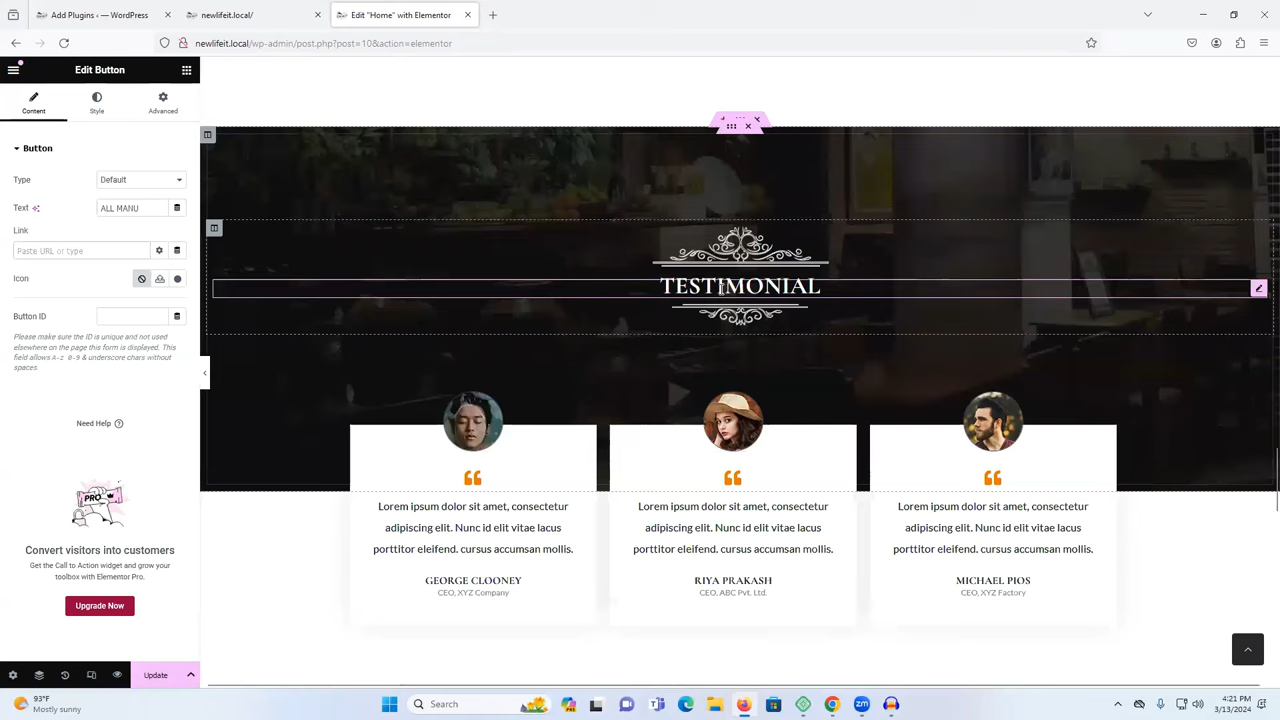 Add Plugins ‹ newfeit — WordPress
newlifeit.local/
Edit "Home" with Elementor
newlifeit.local/wp-admin/post.php?post=10&action=elementor
Edit Button
Content
Style
Advanced
Button
Type
Default
Text
ALL MANU
Link
Paste URL or type
Icon
Button ID
Please make sure the ID is unique and not used
elsewhere on the page this form is displayed. This
field allows A-z 0-9 & underscore chars without
spaces.
Need Help
PRO
Convert visitors into customers
Get the Call to Action widget and grow your
toolbox with Elementor Pro.
Upgrade Now
Update
TESTIMONIAL
Lorem ipsum dolor sit amet, consectetur
adipiscing elit. Nunc id elit vitae lacus
porttitor eleifend. cursus accumsan mollis.
GEORGE CLOONEY
CEO, XYZ Company
Lorem ipsum dolor sit amet, consectetur
adipiscing elit. Nunc id elit vitae lacus
porttitor eleifend. cursus accumsan mollis.
RIYA PRAKASH
CEO, ABC Pvt. Ltd.
Lorem ipsum dolor sit amet, consectetur
adipiscing elit. Nunc id elit vitae lacus
porttitor eleifend. cursus accumsan mollis.
MICHAEL PIOS
CEO, XYZ Factory
93°F
Mostly sunny
Search
zm
4:21 PM
3/13/2024